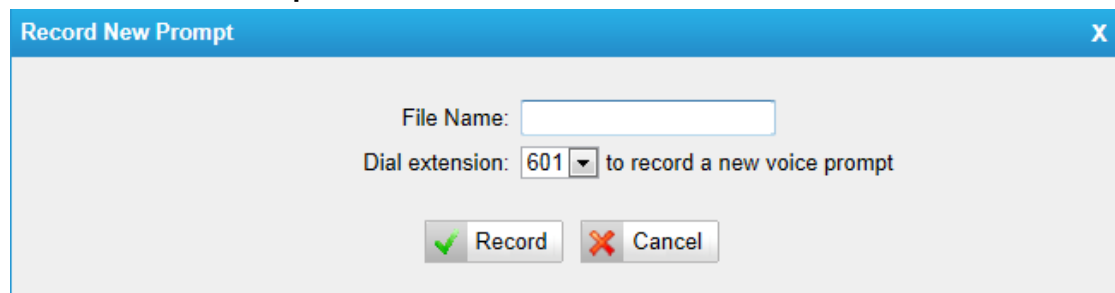 Record New Prompt X
File Name:
Dial extension: 601 to record a new voice prompt
Record Cancel